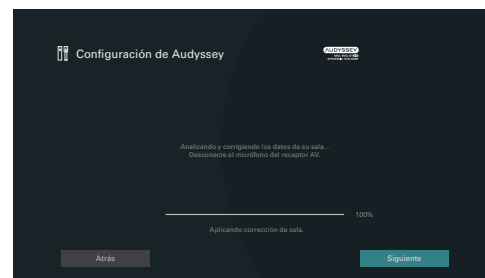 Configuración de Audyssey
AUDYSSEY
Analizando y corrigiendo los datos de su sala...
Desconecte el micrófono del receptor AV.
100%
Aplicando corrección de sala.
Atrás
Siguiente